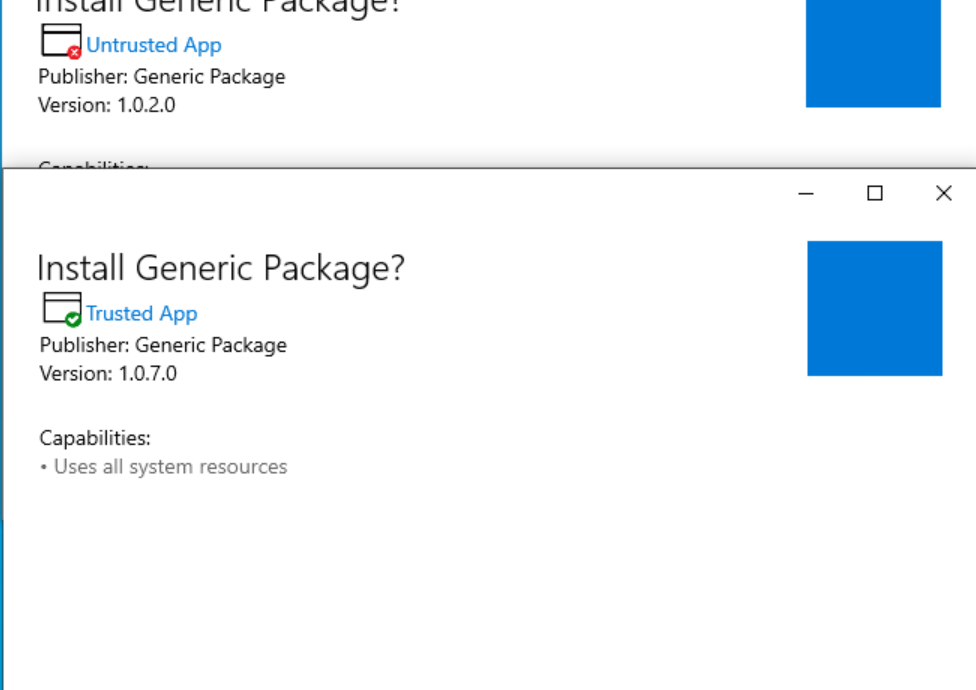 Install Generic Package?
Untrusted App
Publisher: Generic Package
Version: 1.0.2.0
Capabilities:
Install Generic Package?
Trusted App
Publisher: Generic Package
Version: 1.0.7.0
Capabilities:
• Uses all system resources